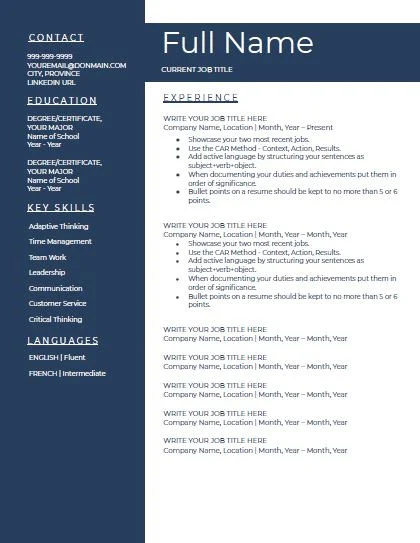 CONTACT
999-999-9999
YOUREMAIL@DONMAIN.COM
CITY, PROVINCE
LINKEDIN URL
EDUCATION
DEGREE/CERTIFICATE,
YOUR MAJOR
Name of School
Year - Year
DEGREE/CERTIFICATE,
YOUR MAJOR
Name of School
Year - Year
KEY SKILLS
Adaptive Thinking
Time Management
Team Work
Leadership
Communication
Customer Service
Critical Thinking
LANGUAGES
ENGLISH | Fluent
FRENCH | Intermediate
Full Name
CURRENT JOB TITLE
EXPERIENCE
WRITE YOUR JOB TITLE HERE
Company Name, Location | Month, Year – Present
• Showcase your two most recent jobs.
• Use the CAR Method - Context, Action, Results.
• Add active language by structuring your sentences as
subject+verb+object.
• When documenting your duties and achievements put them in
order of significance.
• Bullet points on a resume should be kept to no more than 5 or 6
points.
WRITE YOUR JOB TITLE HERE
Company Name, Location | Month, Year – Month, Year
• Showcase your two most recent jobs.
• Use the CAR Method - Context, Action, Results.
• Add active language by structuring your sentences as
subject+verb+object.
• When documenting your duties and achievements put them in
order of significance.
• Bullet points on a resume should be kept to no more than 5 or 6
points.
WRITE YOUR JOB TITLE HERE
Company Name, Location | Month, Year – Month, Year
WRITE YOUR JOB TITLE HERE
Company Name, Location | Month, Year – Month, Year
WRITE YOUR JOB TITLE HERE
Company Name, Location | Month, Year – Month, Year
WRITE YOUR JOB TITLE HERE
Company Name, Location | Month, Year – Month, Year
WRITE YOUR JOB TITLE HERE
Company Name, Location | Month, Year – Month, Year